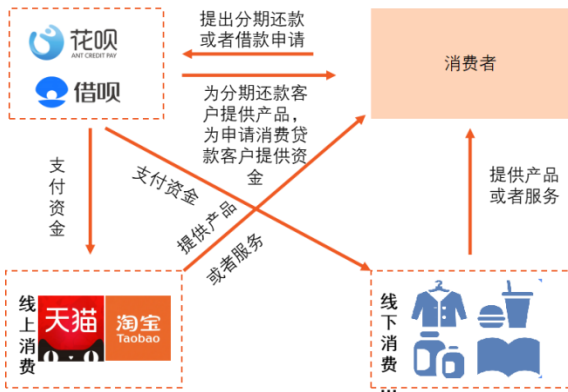 花呗
ANT CREDIT PAY
借呗
提出分期还款
或者借款申请
消费者
为分期还款客
户提供产品，
为申请消费贷
款客户提供资
金
支付资金
支付资金
提供产品
或者服务
提供产品
或者服务
线上消费
天猫
淘宝
Taobao
线下消费
...